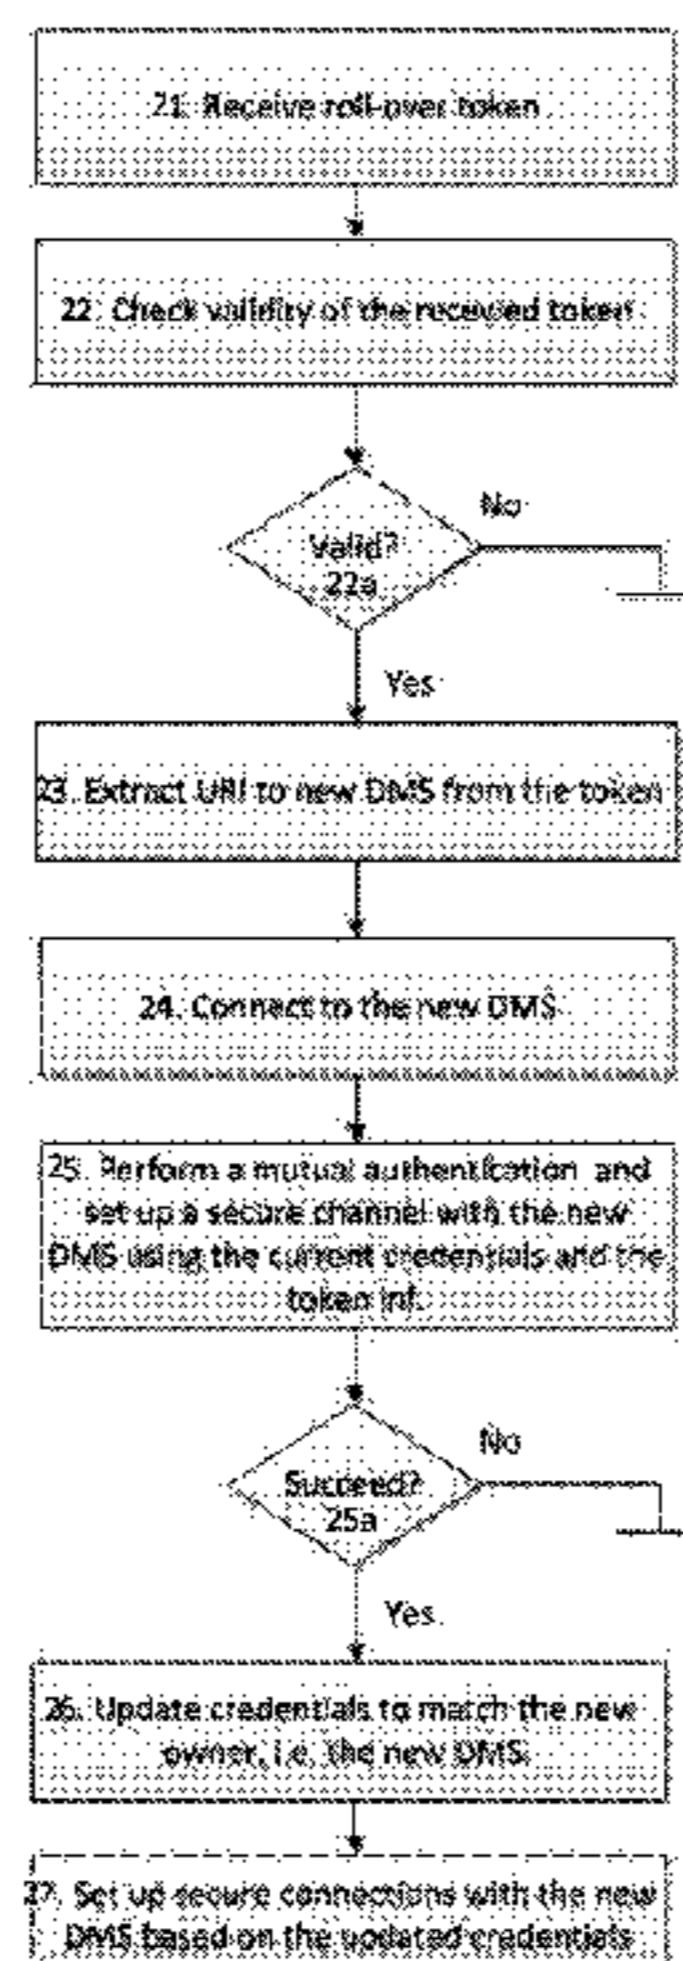 21. Receive roll-over token
22. Check validity of the received token
No
Valid?
22a
Yes
23. Extract URI to new DMS from the token
24. Connect to the new DMS
25. Perform a mutual authentication and
set up a secure channel with the new
DMS using the current credentials and the
token inf.
No
Succeed?
25a
Yes
26. Update credentials to match the new
owner, i.e. the new DMS.
27. Set up secure connections with the new
DMS based on the updated credentials